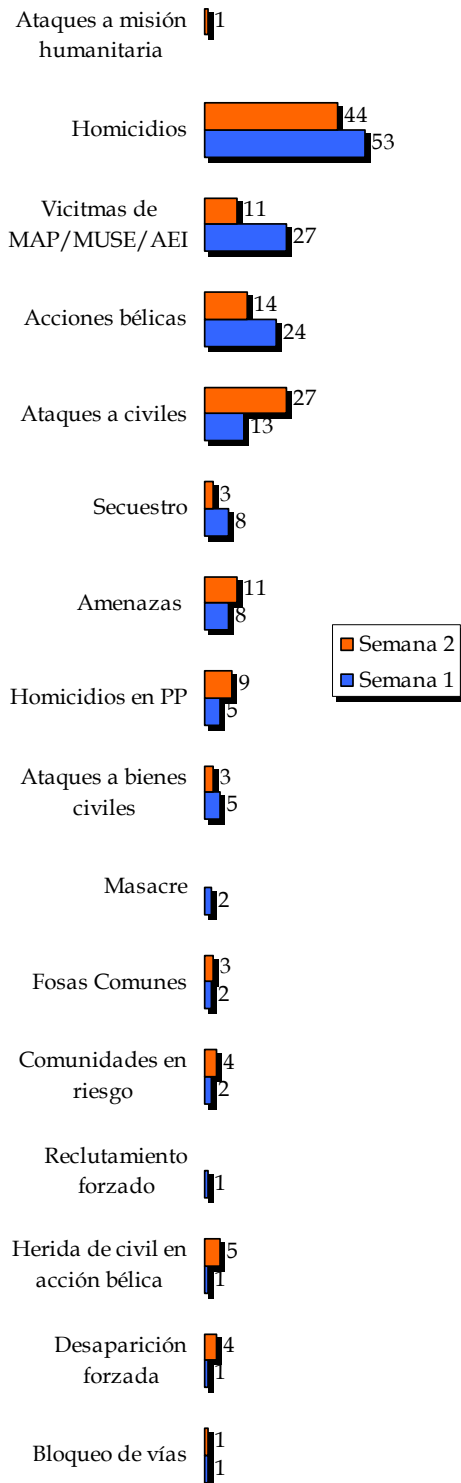 Ataques a misión
humanitaria
1
Homicidios
44
53
Vicitmas de
MAP/MUSE/AEI
11
27
Acciones bélicas
14
24
Ataques a civiles
27
13
Secuestro
3
8
Amenazas
11
8
Semana 2
Semana 1
Homicidios en PP
9
5
Ataques a bienes
civiles
3
5
Masacre
2
Fosas Comunes
3
2
Comunidades en
riesgo
4
2
Reclutamiento
forzado
1
Herida de civil en
acción bélica
5
1
Desaparición
forzada
4
1
Bloqueo de vías
1
1